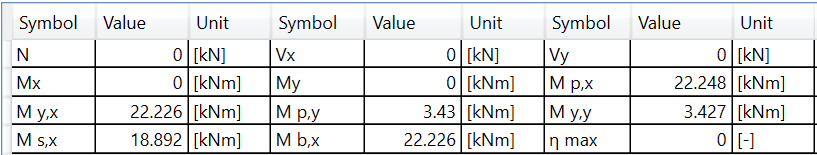 Symbol Value Unit Symbol Value Unit Symbol Value Unit
N 0 [kN] Vx 0 [kN] Vy 0 [kN]
Mx 0 [kNm] My 0 [kNm] M p,x 22.248 [kNm]
M y,x 22.226 [kNm] M p,y 3.43 [kNm] M y,y 3.427 [kNm]
M s,x 18.892 [kNm] M b,x 22.226 [kNm] η max 0 [-]